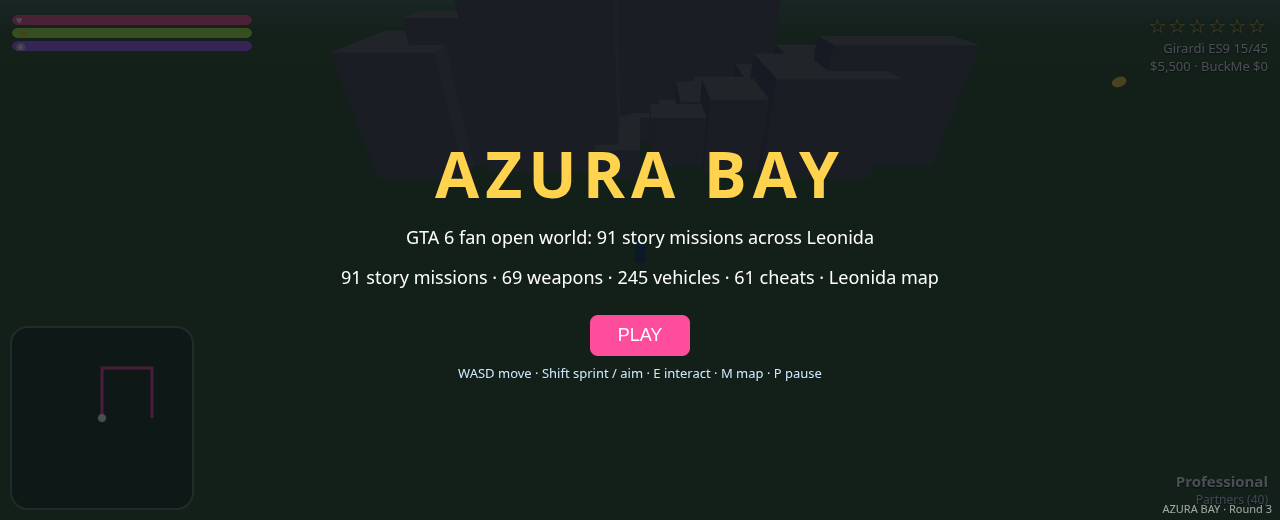 ☆☆☆☆☆☆
Girardi ES9 15/45
$5,500 · BuckMe $0
AZURA BAY
GTA 6 fan open world: 91 story missions across Leonida
91 story missions · 69 weapons · 245 vehicles · 61 cheats · Leonida map
PLAY
WASD move · Shift sprint / aim · E interact · M map · P pause
Professional
Partners (40)
AZURA BAY · Round 3